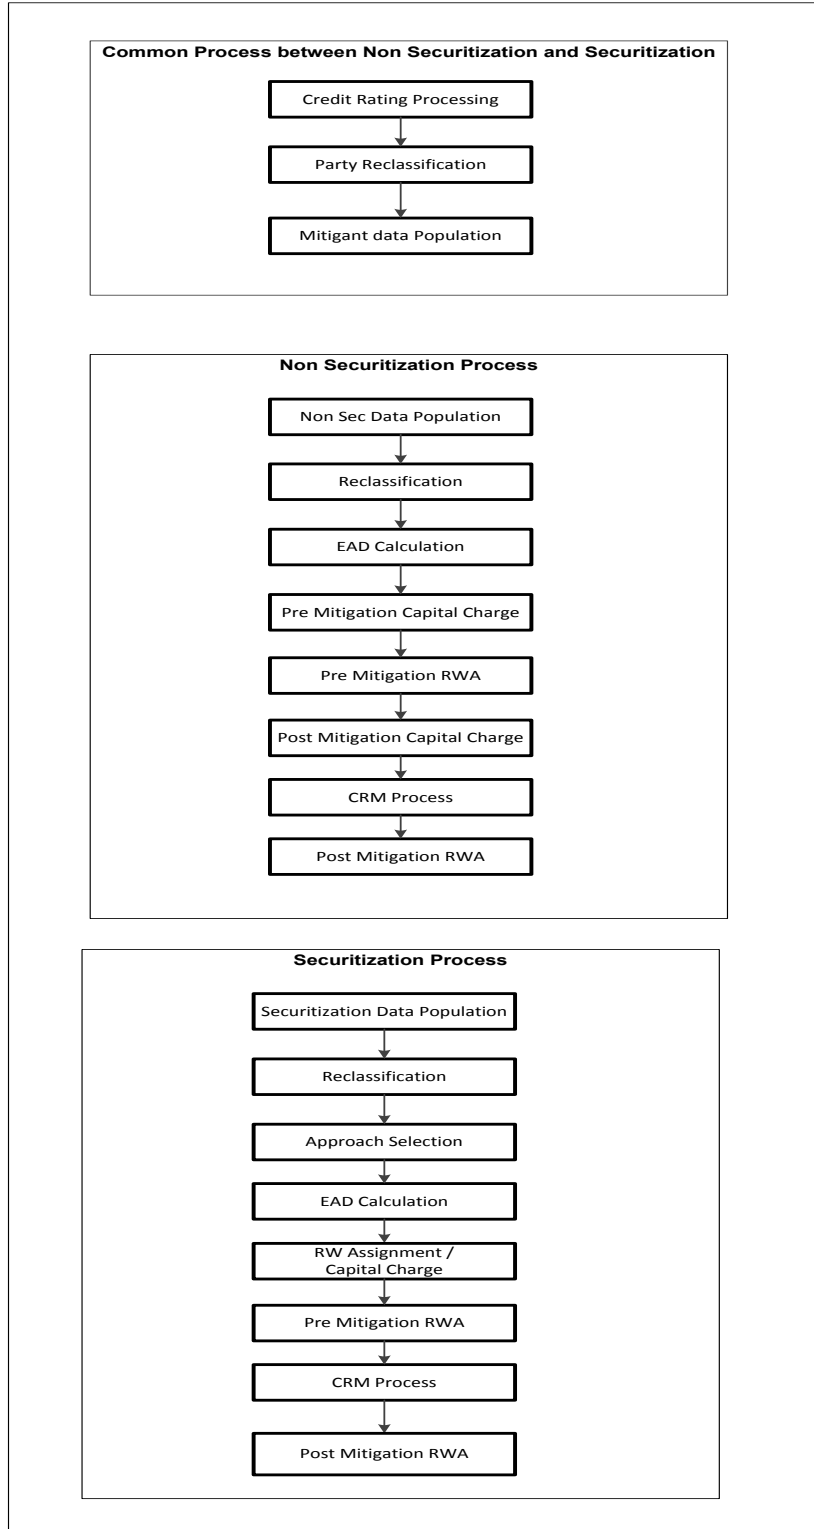 Common Process between Non Securitization and Securitization
Credit Rating Processing
Party Reclassification
Mitigant data Population
Non Securitization Process
Non Sec Data Population
Reclassification
EAD Calculation
Pre Mitigation Capital Charge
Pre Mitigation RWA
Post Mitigation Capital Charge
CRM Process
Post Mitigation RWA
Securitization Process
Securitization Data Population
Reclassification
Approach Selection
EAD Calculation
RW Assignment /
Capital Charge
Pre Mitigation RWA
CRM Process
Post Mitigation RWA